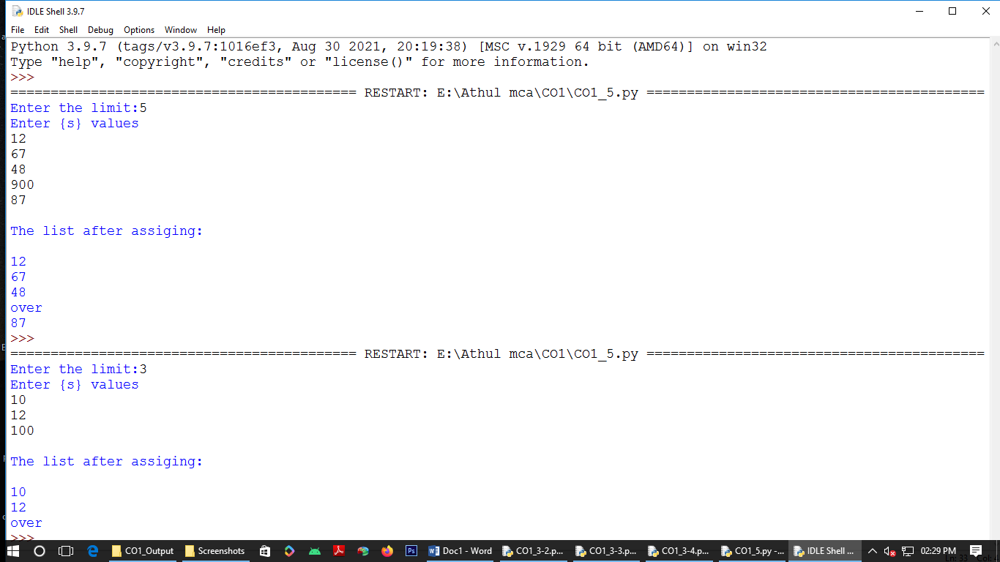 IDLE Shell 3.9.7
File Edit Shell Debug Options Window Help
Python 3.9.7 (tags/v3.9.7:1016ef3, Aug 30 2021, 20:19:38) [MSC v.1929 64 bit (AMD64)] on win32
Type "help", "copyright", "credits" or "license()" for more information.
>>>
=========================================== RESTART: E:\Athul mca\CO1\CO1_5.py ==========================================
Enter the limit:5
Enter {s} values
12
67
48
900
87
The list after assiging:
12
67
48
over
87
>>>
=========================================== RESTART: E:\Athul mca\CO1\CO1_5.py ==========================================
Enter the limit:3
Enter {s} values
10
12
100
The list after assiging:
10
12
over
>>>
CO1_Output Screenshots Ps Doc1 - Word CO1_3-2.p... CO1_3-3.p... CO1_3-4.p... CO1_5.py -... IDLE Shell ... 02:29 PM
Ln: 33